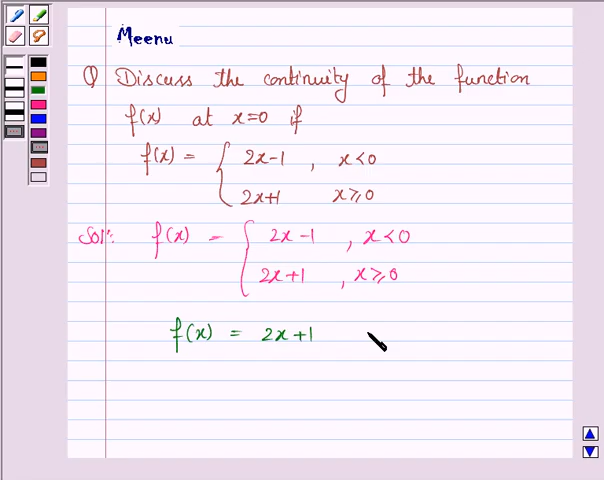 Meenu
Q Discuss the continuity of the function
f(x) at x=0 if
f(x) = { 2x-1 , x<0
2x+1 x⩾0
Solⁿ: f(x) = { 2x-1 , x<0
2x+1 , x⩾0
f(x) = 2x+1